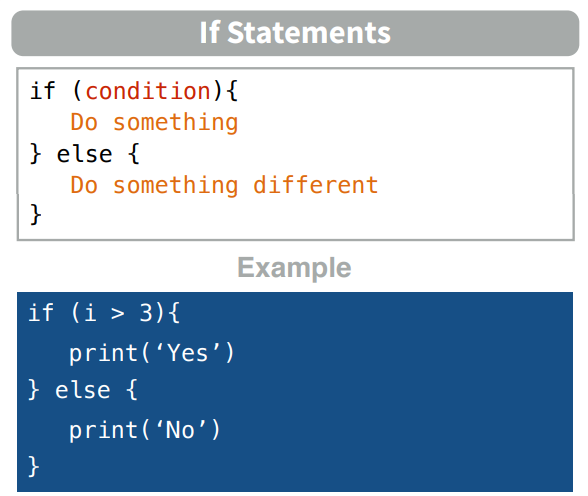 If Statements
if (condition){
   Do something
} else {
   Do something different
}
Example
if (i > 3){
   print(‘Yes’)
} else {
   print(‘No’)
}